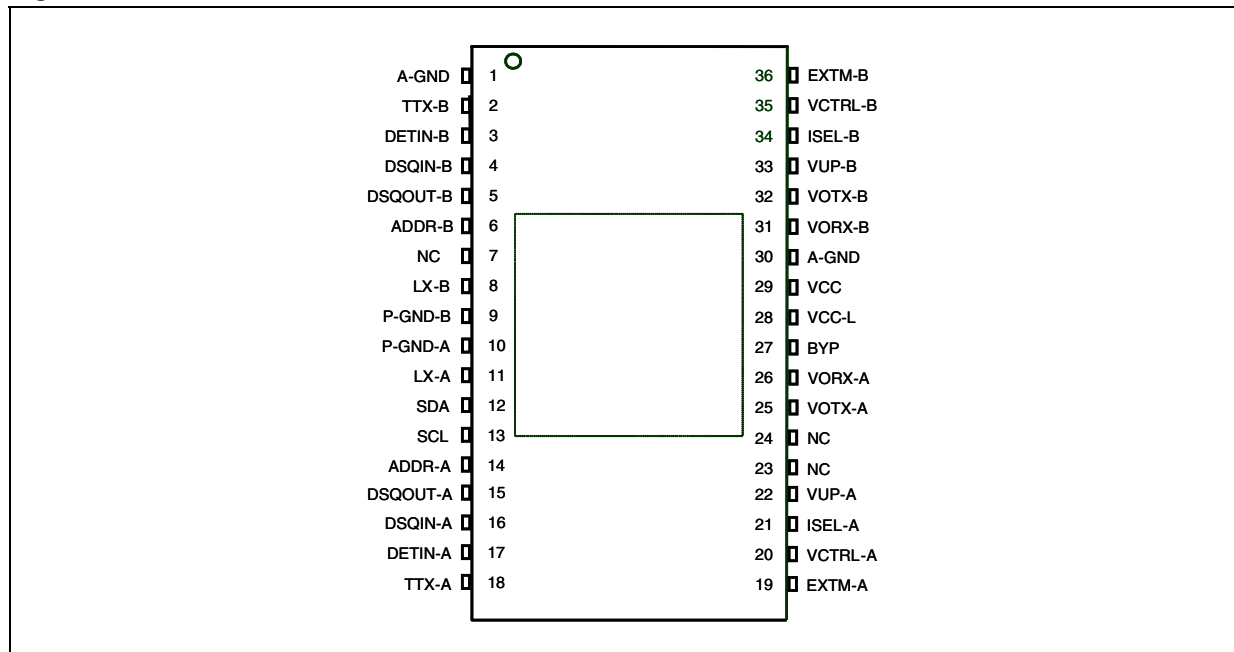 A-GND 1 36 EXTM-B
TTX-B 2 35 VCTRL-B
DETIN-B 3 34 ISEL-B
DSQIN-B 4 33 VUP-B
DSQOUT-B 5 32 VOTX-B
ADDR-B 6 31 VORX-B
NC 7 30 A-GND
LX-B 8 29 VCC
P-GND-B 9 28 VCC-L
P-GND-A 10 27 BYP
LX-A 11 26 VORX-A
SDA 12 25 VOTX-A
SCL 13 24 NC
ADDR-A 14 23 NC
DSQOUT-A 15 22 VUP-A
DSQIN-A 16 21 ISEL-A
DETIN-A 17 20 VCTRL-A
TTX-A 18 19 EXTM-A